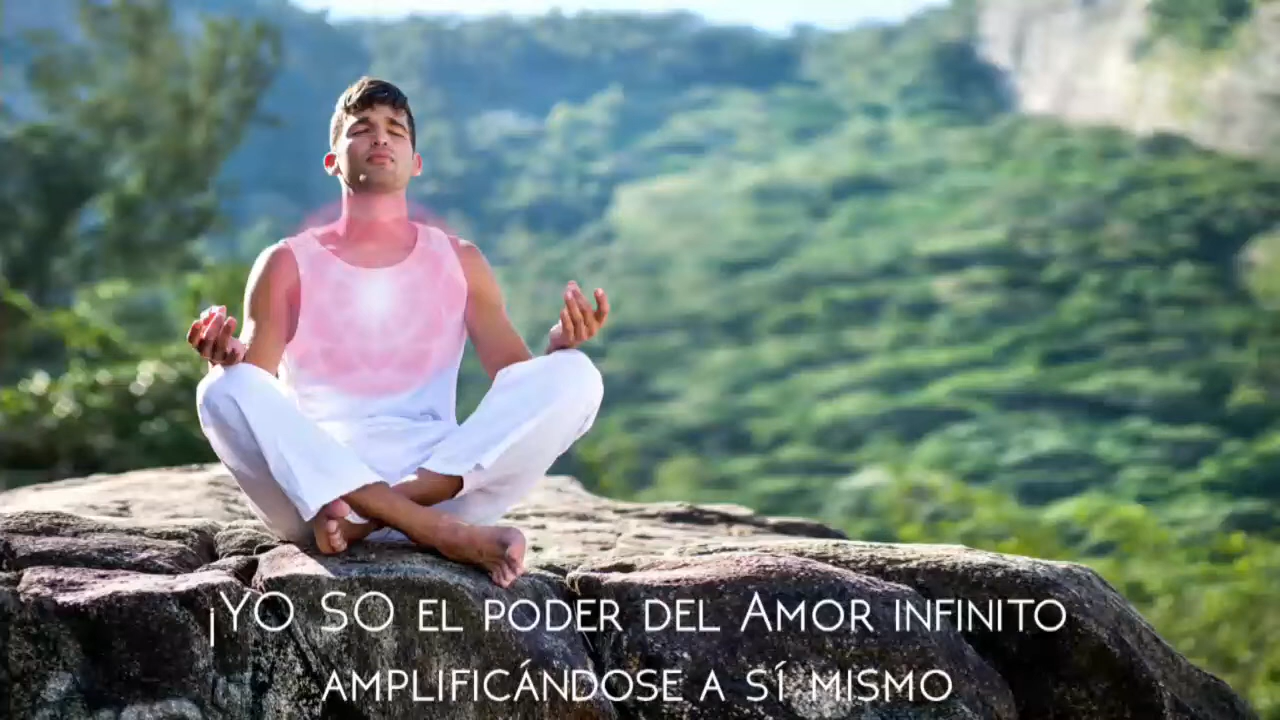 ¡YO SO EL PODER DEL AMOR INFINITO
AMPLIFICÁNDOSE A SÍ MISMO